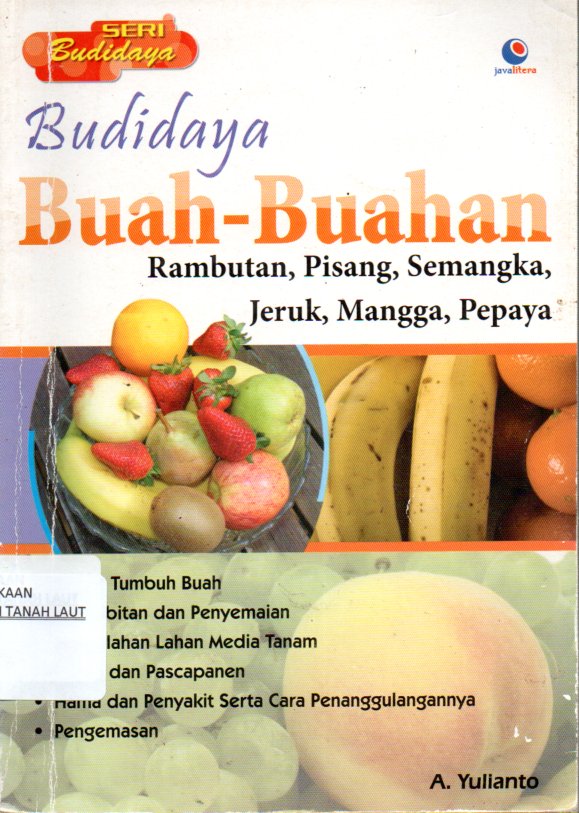 SERI
Budidaya
javalitera
Budidaya
Buah-Buahan
Rambutan, Pisang, Semangka,
Jeruk, Mangga, Pepaya
KAAN
TANAH LAUT
Tumbuh Buah
bitan dan Penyemaian
lahan Lahan Media Tanam
dan Pascapanen
• Hama dan Penyakit Serta Cara Penanggulangannya
• Pengemasan
A. Yulianto